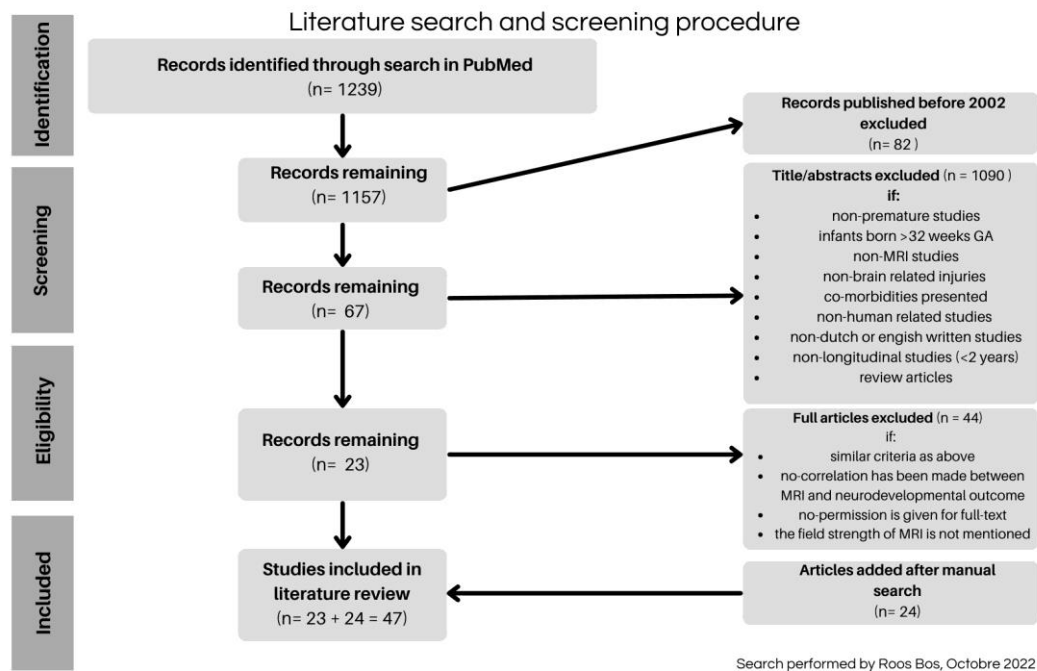 Literature search and screening procedure
Identification
Records identified through search in PubMed
(n= 1239)
Records published before 2002
excluded
(n= 82 )
Screening
Records remaining
(n= 1157)
Title/abstracts excluded (n = 1090 )
if:
• non-premature studies
• infants born >32 weeks GA
• non-MRI studies
• non-brain related injuries
• co-morbidities presented
• non-human related studies
• non-dutch or engish written studies
• non-longitudinal studies (<2 years)
• review articles
Records remaining
(n= 67)
Eligibility
Records remaining
(n= 23)
Full articles excluded (n = 44)
if:
• similar criteria as above
• no-correlation has been made between
MRI and neurodevelopmental outcome
• no-permission is given for full-text
• the field strength of MRI is not mentioned
Included
Studies included in
literature review
(n= 23 + 24 = 47)
Articles added after manual
search
(n= 24)
Search performed by Roos Bos, Octobre 2022